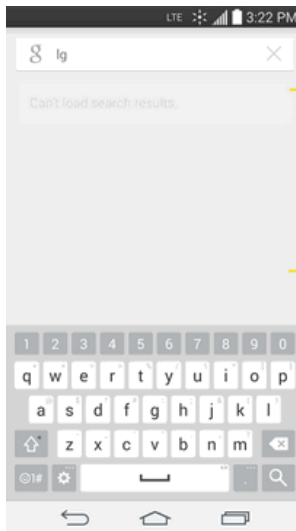 LTE 3:22 PM
g lg
Can't load search results.
1 2 3 4 5 6 7 8 9 0
q w e r t y u i o p
a s d f g h j k l
z x c v b n m
1# .